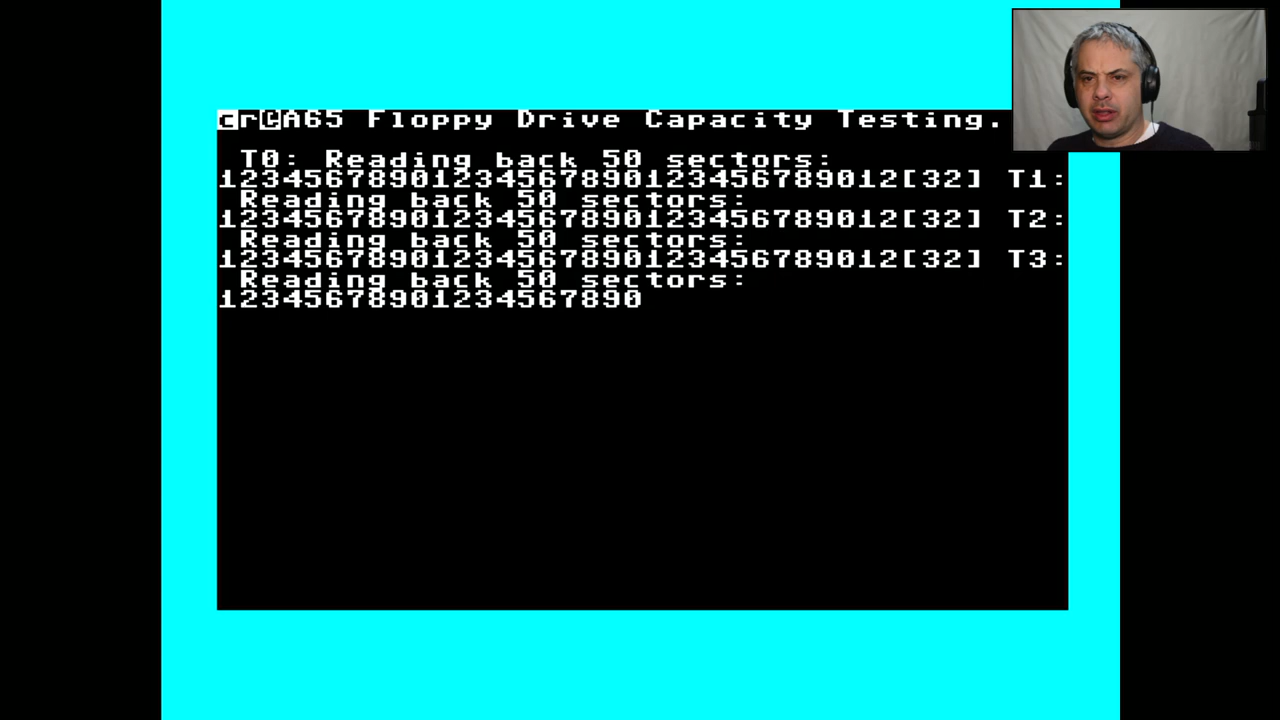 crGA65 Floppy Drive Capacity Testing.
T0: Reading back 50 sectors:
12345678901234567890123456789012[32] T1:
Reading back 50 sectors:
12345678901234567890123456789012[32] T2:
Reading back 50 sectors:
12345678901234567890123456789012[32] T3:
Reading back 50 sectors:
12345678901234567890